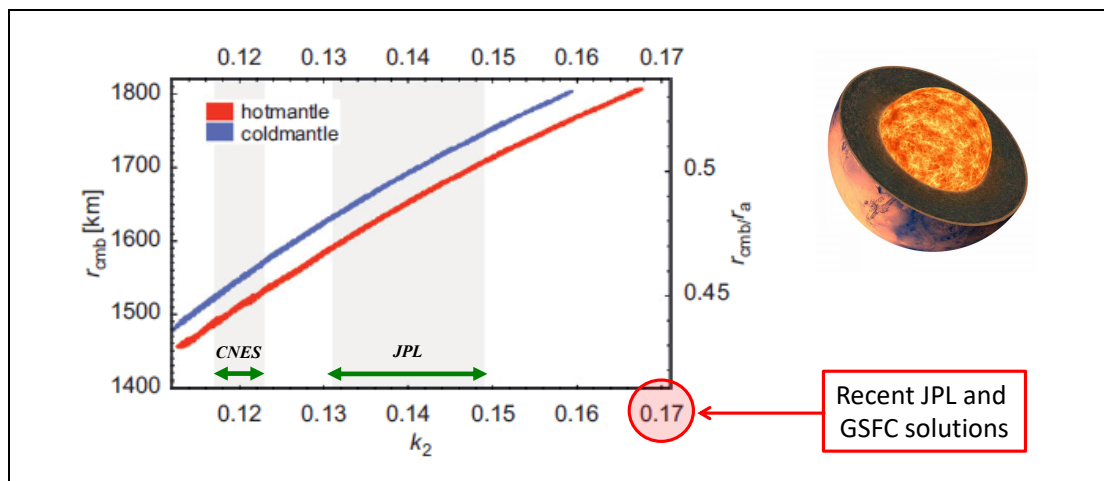 0.12 0.13 0.14 0.15 0.16 0.17
1800
1700
1600
1500
1400
r_cmb [km]
hotmantle
coldmantle
0.5
0.45
r_cmb/r_a
CNES
JPL
0.12 0.13 0.14 0.15 0.16 0.17
k_2
Recent JPL and
GSFC solutions